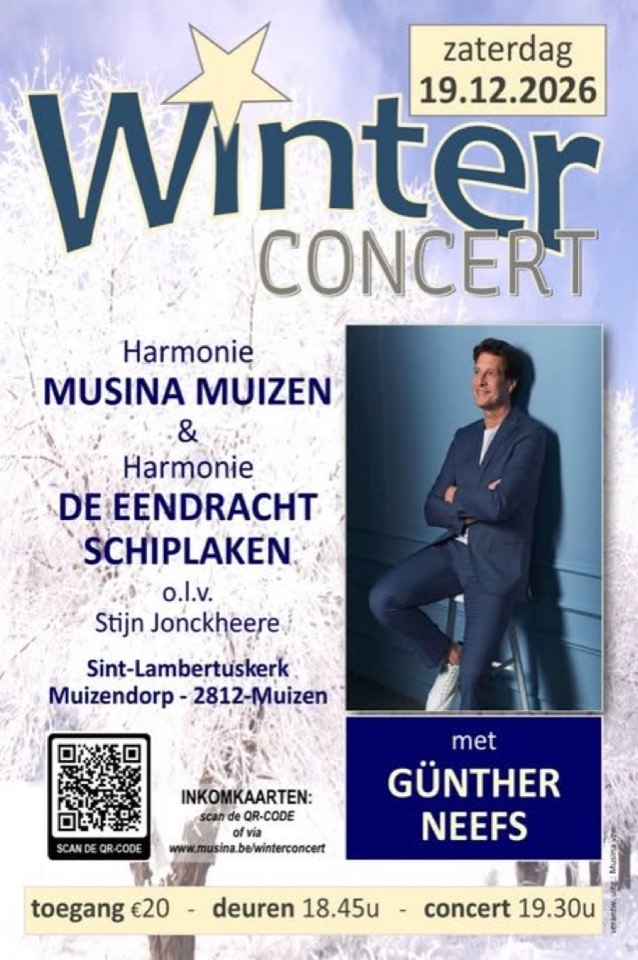 zaterdag
19.12.2026
Winter
CONCERT
Harmonie
MUSINA MUIZEN
&
Harmonie
DE EENDRACHT
SCHIPLAKEN
o.l.v.
Stijn Jonckheere
Sint-Lambertuskerk
Muizendorp - 2812-Muizen
SCAN DE QR-CODE
INKOMKAARTEN:
scan de QR-CODE
of via
www.musina.be/winterconcert
met
GÜNTHER
NEEFS
toegang €20 - deuren 18.45u - concert 19.30u
Musina